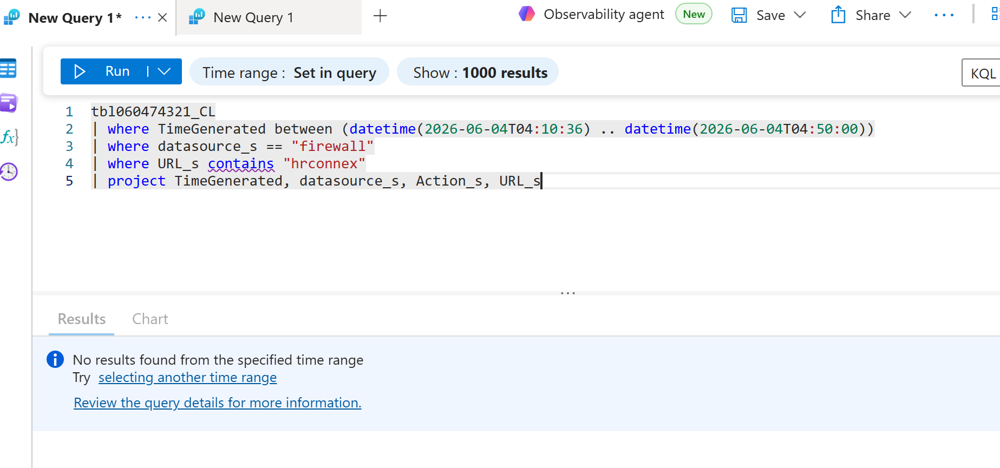 New Query 1* ··· ×
New Query 1
+
Observability agent New
Save
Share
···
Run
Time range : Set in query
Show : 1000 results
KQL
1 tbl060474321_CL
2 | where TimeGenerated between (datetime(2026-06-04T04:10:36) .. datetime(2026-06-04T04:50:00))
3 | where datasource_s == "firewall"
4 | where URL_s contains "hrconnex"
5 | project TimeGenerated, datasource_s, Action_s, URL_s
...
Results Chart
No results found from the specified time range
Try selecting another time range
Review the query details for more information.